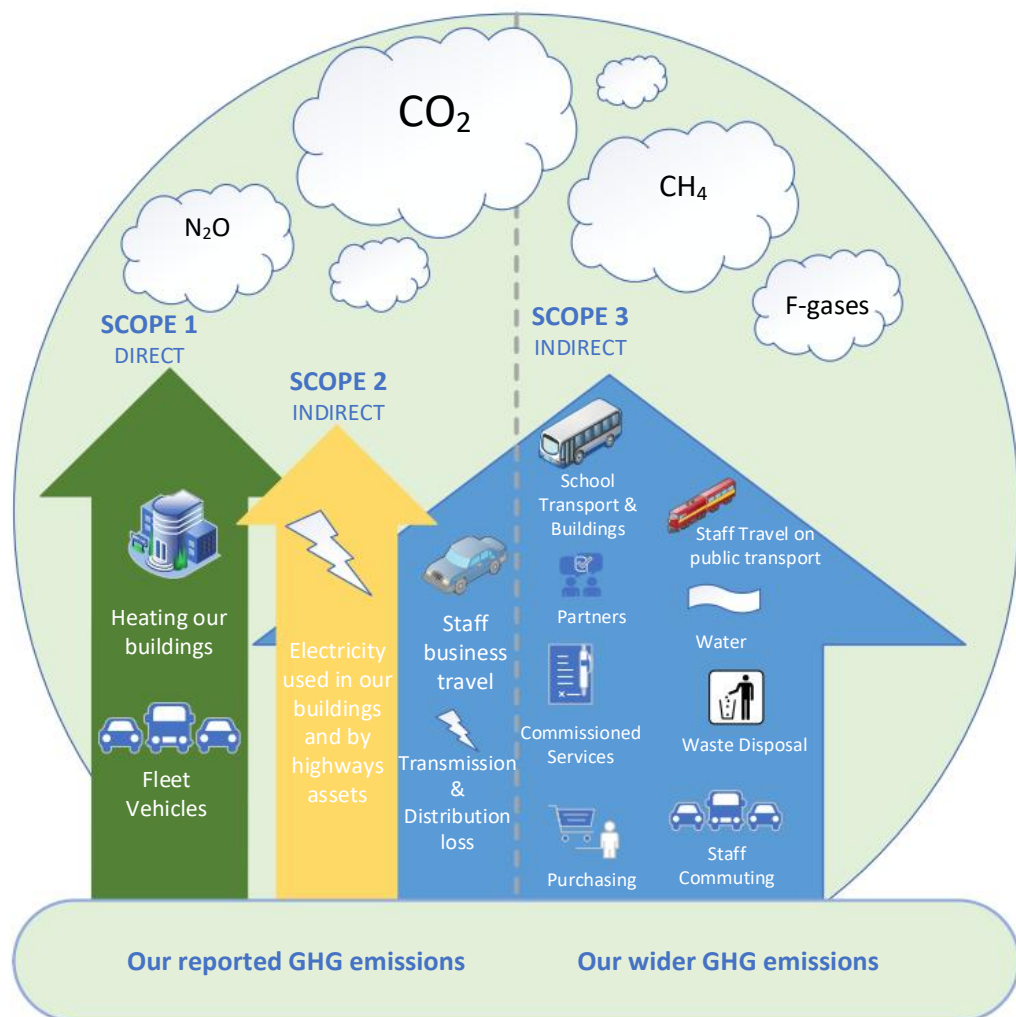 CO₂
CH₄
N₂O
F-gases
SCOPE 1
DIRECT
SCOPE 2
INDIRECT
SCOPE 3
INDIRECT
Heating our
buildings
Fleet
Vehicles
Electricity
used in our
buildings
and by
highways
assets
Staff
business
travel
Transmission
&
Distribution
loss
School
Transport &
Buildings
Partners
Commissioned
Services
Purchasing
Staff Travel on
public transport
Water
Waste Disposal
Staff
Commuting
Our reported GHG emissions
Our wider GHG emissions